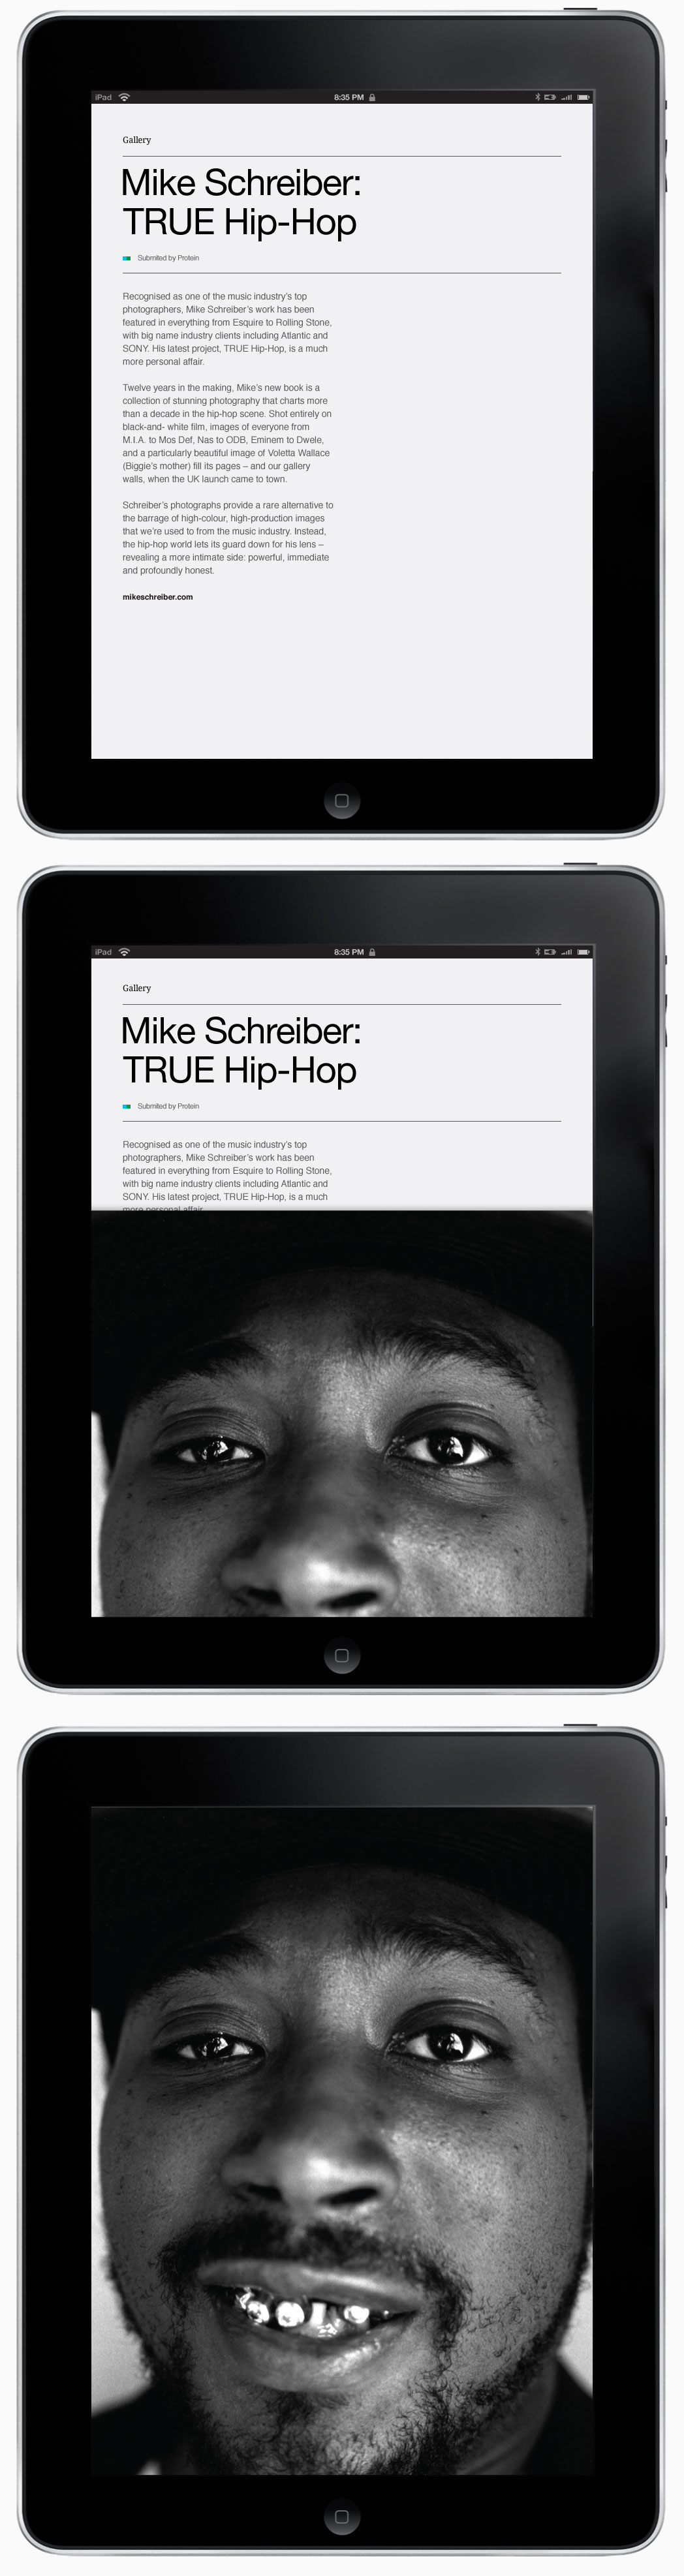 iPad 8:35 PM
Gallery
Mike Schreiber:
TRUE Hip-Hop
Submited by Protein
Recognised as one of the music industry's top
photographers, Mike Schreiber's work has been
featured in everything from Esquire to Rolling Stone,
with big name industry clients including Atlantic and
SONY. His latest project, TRUE Hip-Hop, is a much
more personal affair.
Twelve years in the making, Mike's new book is a
collection of stunning photography that charts more
than a decade in the hip-hop scene. Shot entirely on
black-and- white film, images of everyone from
M.I.A. to Mos Def, Nas to ODB, Eminem to Dwele,
and a particularly beautiful image of Voletta Wallace
(Biggie's mother) fill its pages – and our gallery
walls, when the UK launch came to town.
Schreiber's photographs provide a rare alternative to
the barrage of high-colour, high-production images
that we're used to from the music industry. Instead,
the hip-hop world lets its guard down for his lens –
revealing a more intimate side: powerful, immediate
and profoundly honest.
mikeschreiber.com
iPad 8:35 PM
Gallery
Mike Schreiber:
TRUE Hip-Hop
Submited by Protein
Recognised as one of the music industry's top
photographers, Mike Schreiber's work has been
featured in everything from Esquire to Rolling Stone,
with big name industry clients including Atlantic and
SONY. His latest project, TRUE Hip-Hop, is a much
more personal affair.